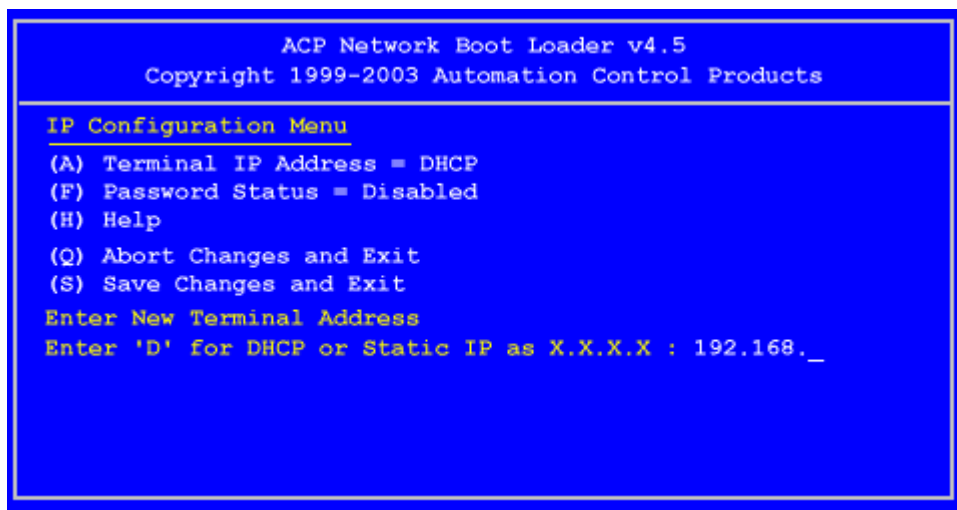 ACP Network Boot Loader v4.5
Copyright 1999-2003 Automation Control Products
IP Configuration Menu
(A) Terminal IP Address = DHCP
(F) Password Status = Disabled
(H) Help
(Q) Abort Changes and Exit
(S) Save Changes and Exit
Enter New Terminal Address
Enter 'D' for DHCP or Static IP as X.X.X.X : 192.168._